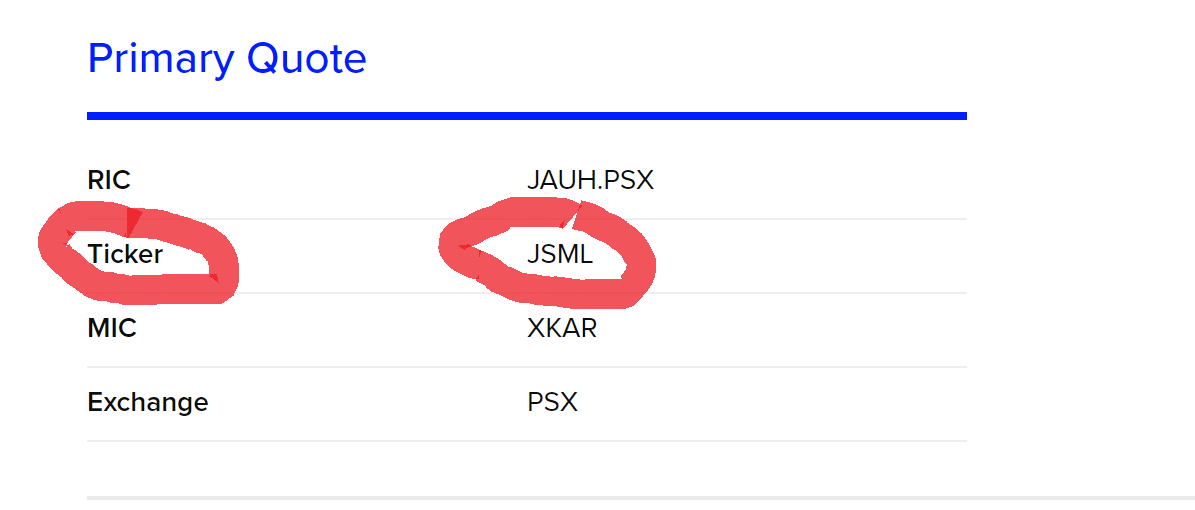 Primary Quote
RIC JAUH.PSX
Ticker JSML
MIC XKAR
Exchange PSX